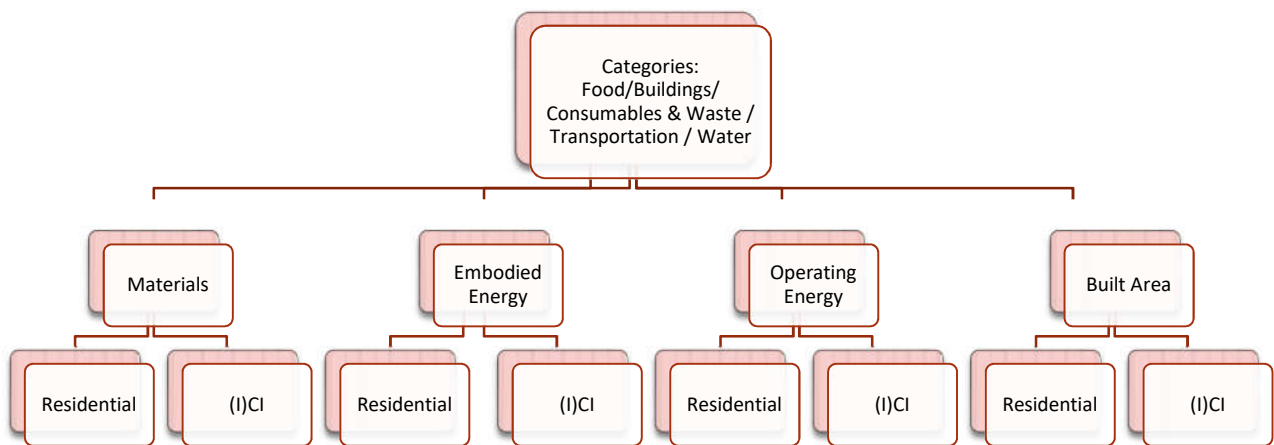 Categories:
Food/Buildings/
Consumables & Waste /
Transportation / Water
Materials
Embodied
Energy
Operating
Energy
Built Area
Residential
(I)CI
Residential
(I)CI
Residential
(I)CI
Residential
(I)CI